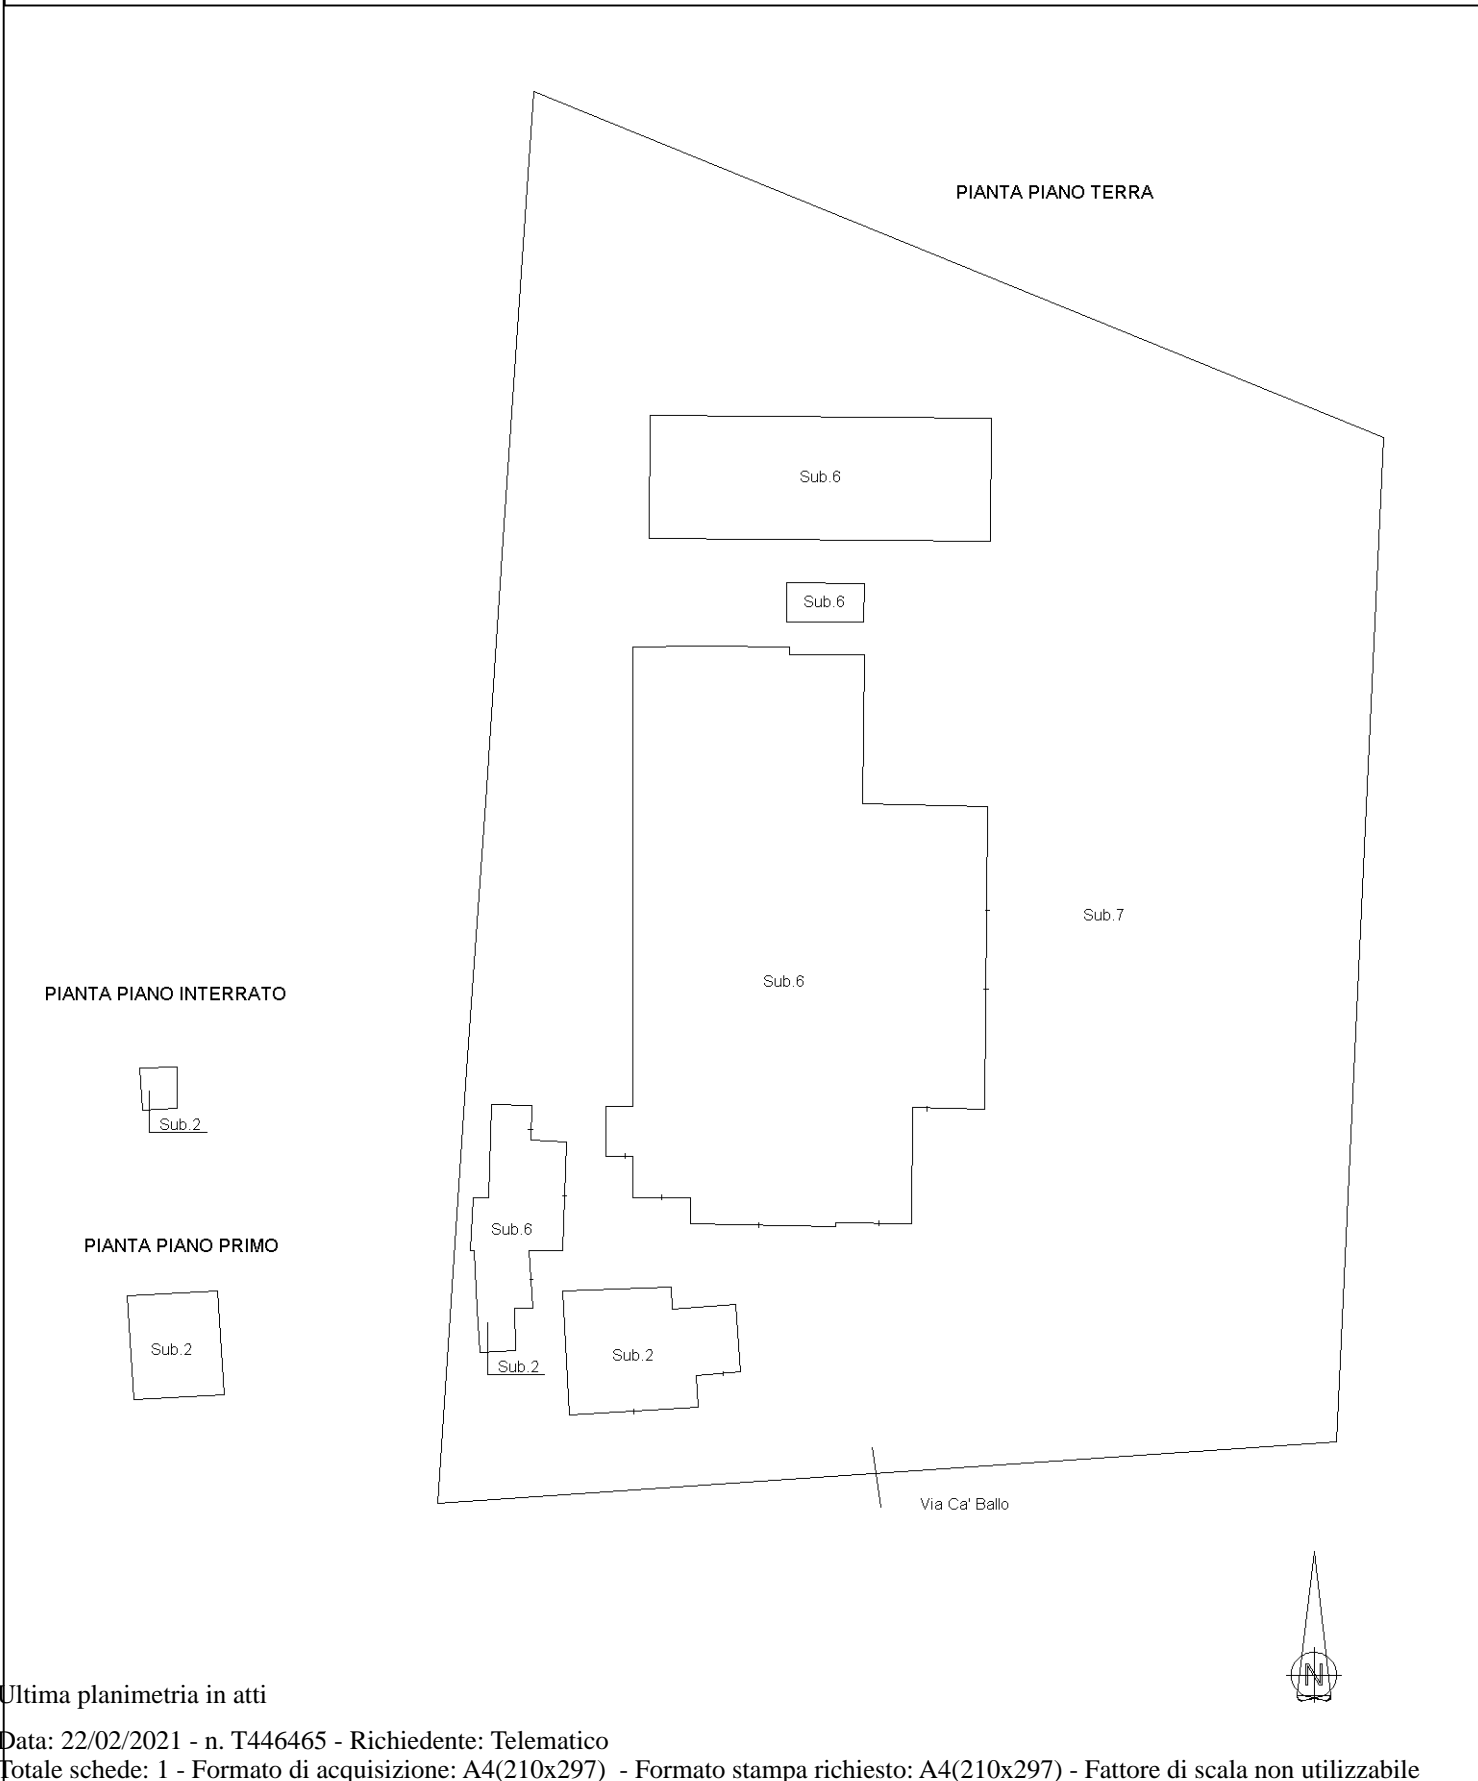 PIANTA PIANO TERRA
Sub.6
Sub.6
Sub.7
Sub.6
PIANTA PIANO INTERRATO
Sub.2
Sub.6
PIANTA PIANO PRIMO
Sub.2
Sub.2
Sub.2
Via Ca' Ballo
N
Ultima planimetria in atti
Data: 22/02/2021 - n. T446465 - Richiedente: Telematico
Totale schede: 1 - Formato di acquisizione: A4(210x297) - Formato stampa richiesto: A4(210x297) - Fattore di scala non utilizzabile